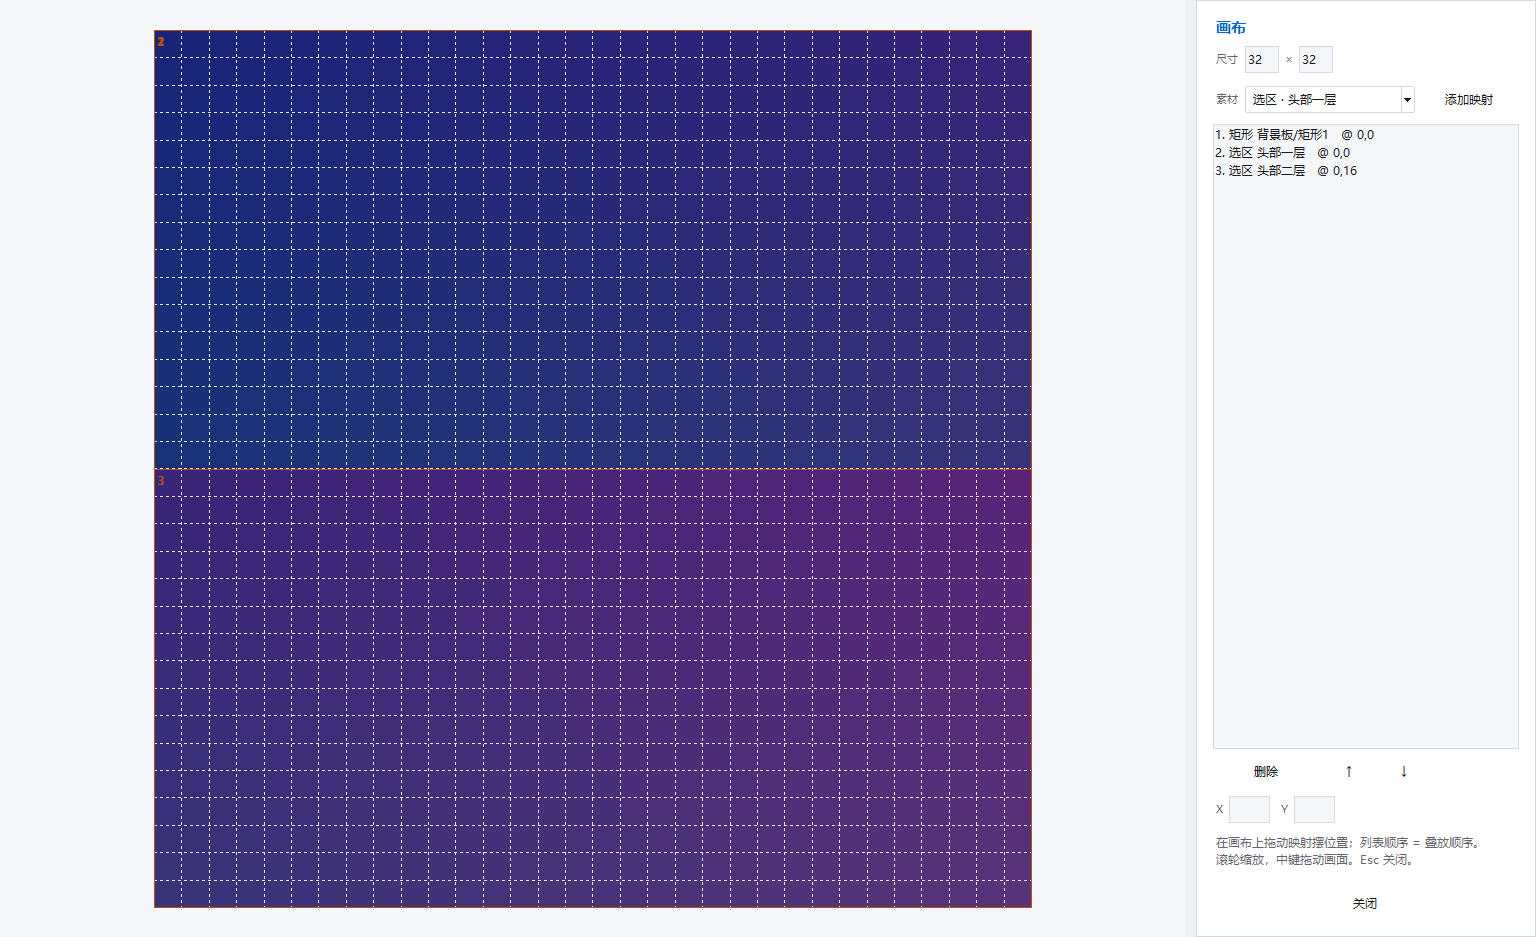 2
3
画布
尺寸 32 × 32
素材 选区 · 头部一层 添加映射
1. 矩形 背景板/矩形1 @ 0,0
2. 选区 头部一层 @ 0,0
3. 选区 头部二层 @ 0,16
删除 ↑ ↓
X Y
在画布上拖动映射摆位置；列表顺序 = 叠放顺序。
滚轮缩放，中键拖动画面。Esc 关闭。
关闭